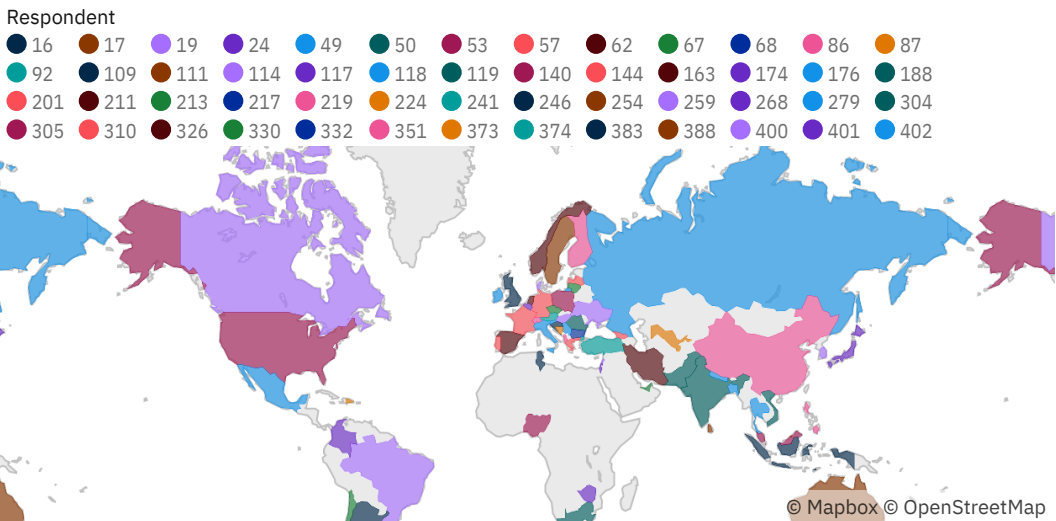 Respondent
16 17 19 24 49 50 53 57 62 67 68 86 87
92 109 111 114 117 118 119 140 144 163 174 176 188
201 211 213 217 219 224 241 246 254 259 268 279 304
305 310 326 330 332 351 373 374 383 388 400 401 402
© Mapbox © OpenStreetMap